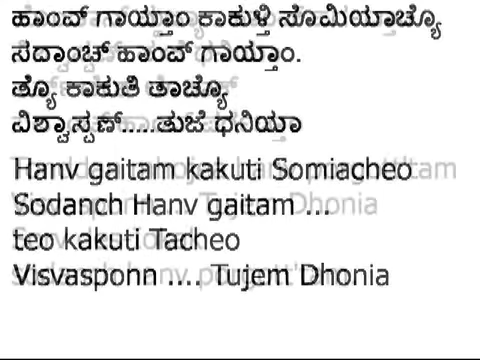 ಹಾಂವ್ ಗಾಯ್ತಾಂ ಕಾಕುಳ್ತಿ ಸೊಮಿಯಾಚ್ಯೊ
ಸದಾಂಚ್ ಹಾಂವ್ ಗಾಯ್ತಾಂ.
ತ್ಯೊ ಕಾಕುತಿ ತಾಚ್ಯೊ
ವಿಶ್ವಾಸ್ಪಣ್.....ತುಜೆ ಧನಿಯಾ
Hanv gaitam kakuti Somiacheo
Sodanch Hanv gaitam ...
teo kakuti Tacheo
Visvasponn .... Tujem Dhonia